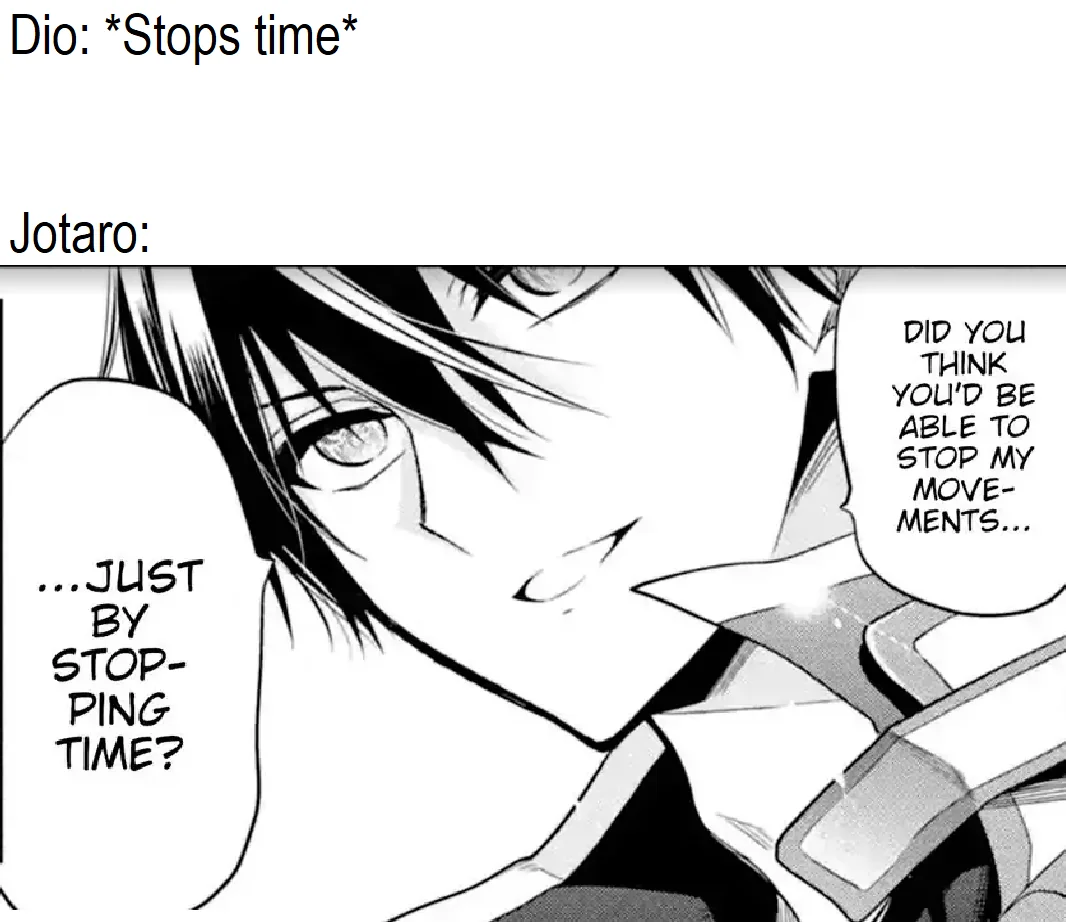 Dio: *Stops time*
Jotaro:
DID YOU
THINK
YOU'D BE
ABLE TO
STOP MY
MOVE-
MENTS...
...JUST
BY
STOP-
PING
TIME?